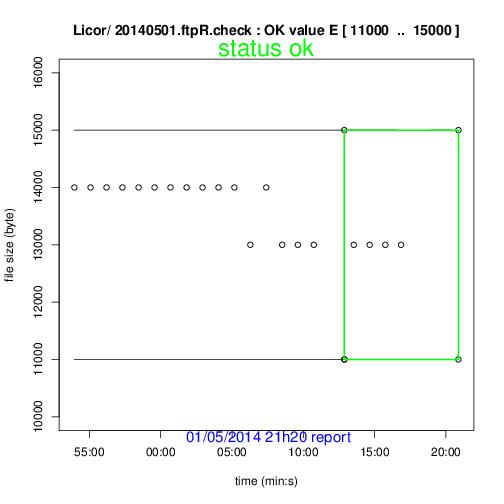 Licor/ 20140501.ftpR.check : OK value E [ 11000  ..  15000 ]
status ok
16000
15000
14000
13000
12000
11000
10000
file size (byte)
01/05/2014 21h20 report
55:00 00:00 05:00 10:00 15:00 20:00
time (min:s)